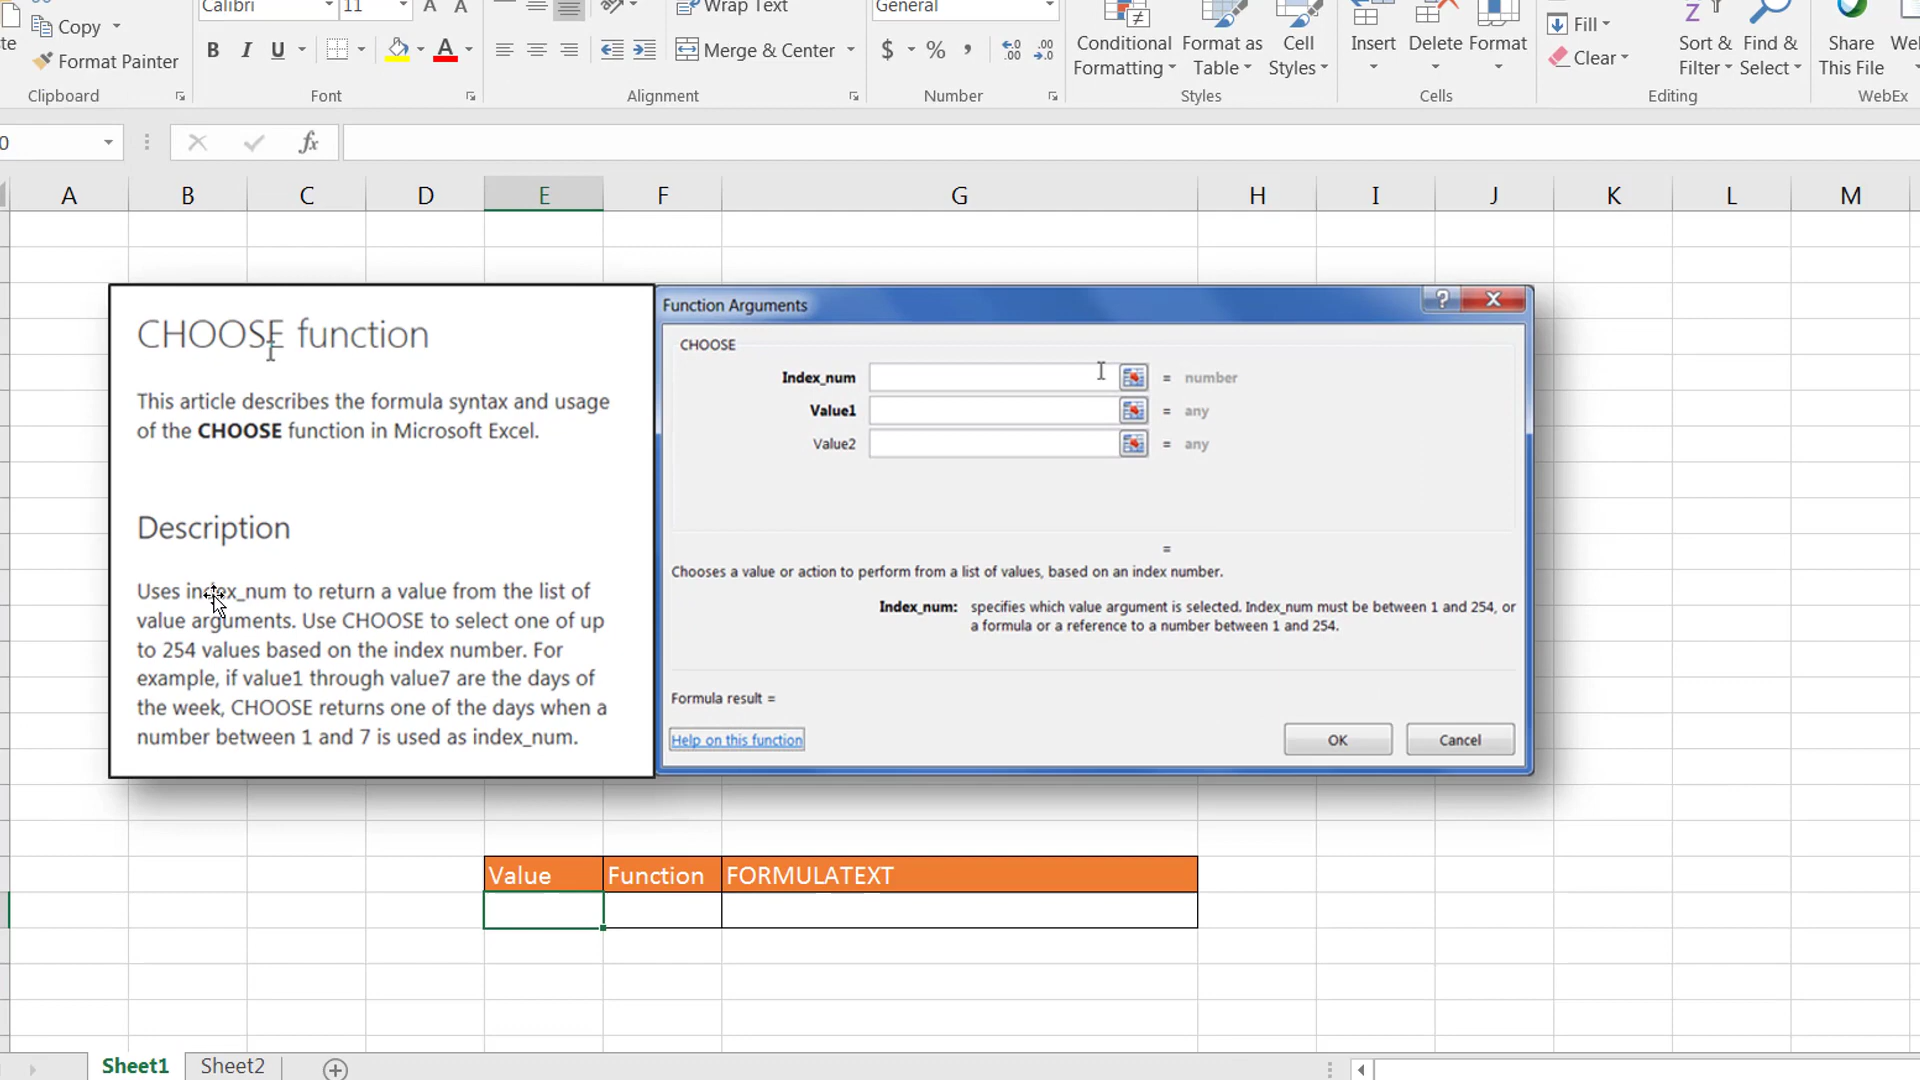 Calibri 11 Wrap Text General
Copy
Format Painter
B I U A Merge & Center $ % , Conditional Formatting Format as Table Cell Styles Insert Delete Format Fill Clear Sort & Filter Find & Select Share This File
Clipboard Font Alignment Number Styles Cells Editing WebEx
fx
A B C D E F G H I J K L M
CHOOSE function
This article describes the formula syntax and usage
of the CHOOSE function in Microsoft Excel.
Description
Uses index_num to return a value from the list of
value arguments. Use CHOOSE to select one of up
to 254 values based on the index number. For
example, if value1 through value7 are the days of
the week, CHOOSE returns one of the days when a
number between 1 and 7 is used as index_num.
Function Arguments
CHOOSE
Index_num = number
Value1 = any
Value2 = any
=
Chooses a value or action to perform from a list of values, based on an index number.
Index_num: specifies which value argument is selected. Index_num must be between 1 and 254, or
a formula or a reference to a number between 1 and 254.
Formula result =
Help on this function OK Cancel
Value Function FORMULATEXT
Sheet1 Sheet2